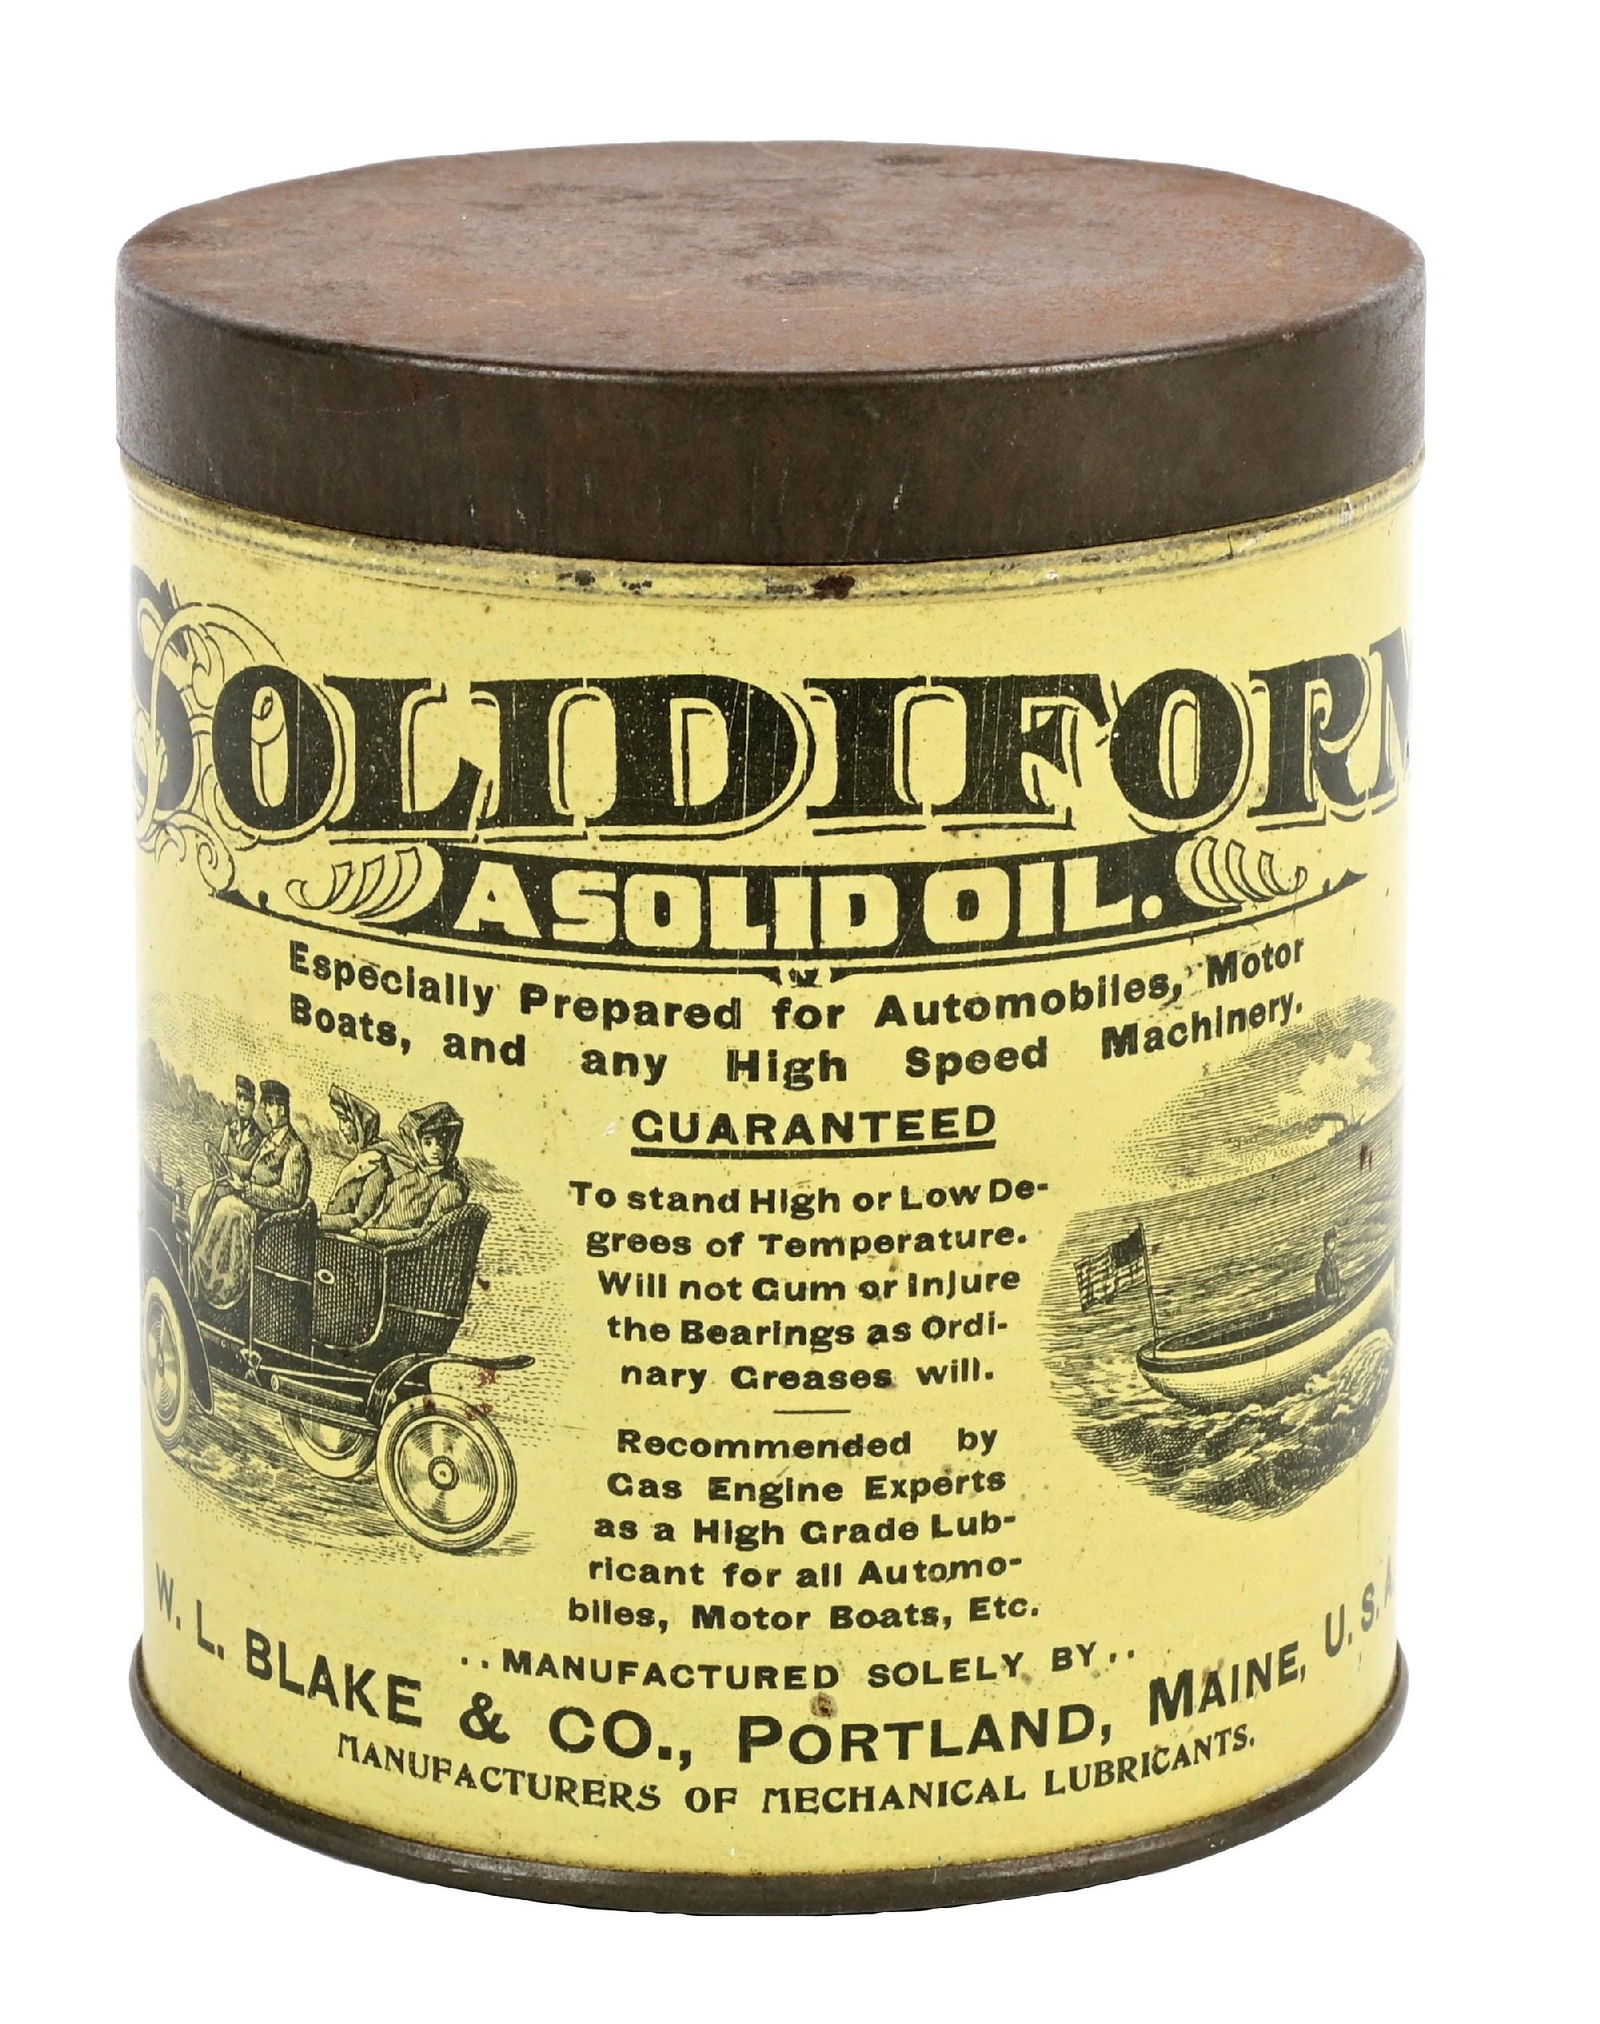 SOLIDIFORM
A SOLID OIL.
Especially Prepared for Automobiles, Motor
Boats, and any High Speed Machinery.
GUARANTEED
To stand High or Low De-
grees of Temperature.
Will not Gum or Injure
the Bearings as Ordi-
nary Greases will.
Recommended by
Gas Engine Experts
as a High Grade Lub-
ricant for all Automo-
biles, Motor Boats, Etc.
..MANUFACTURED SOLELY BY..
W. L. BLAKE & CO., PORTLAND, MAINE, U. S. A.
MANUFACTURERS OF MECHANICAL LUBRICANTS.